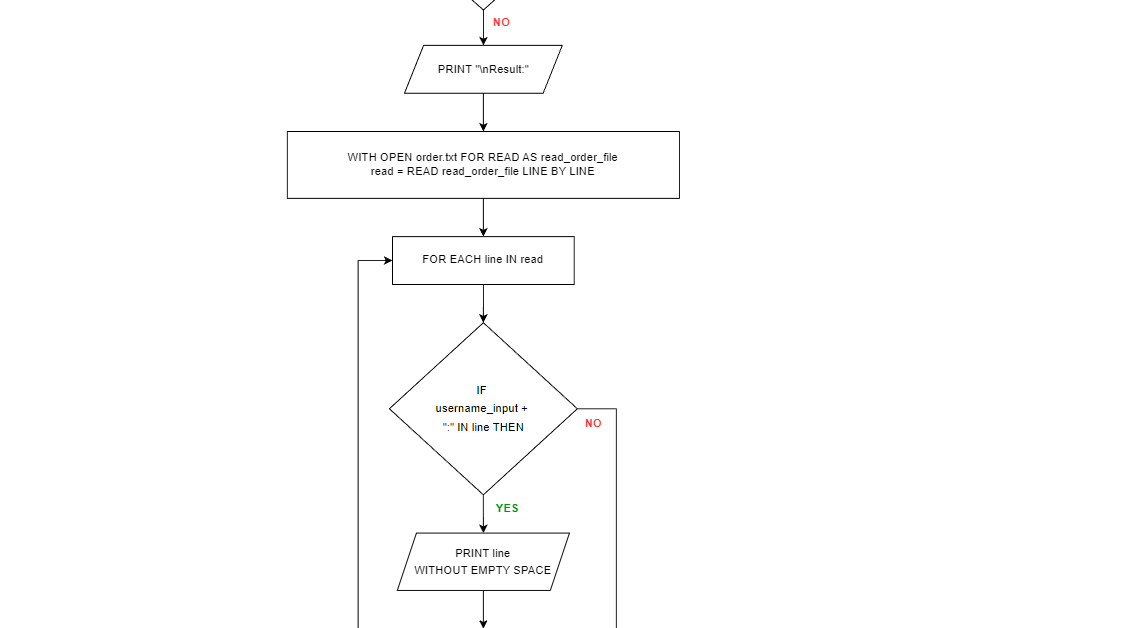 NO
PRINT "\nResult:"
WITH OPEN order.txt FOR READ AS read_order_file
read = READ read_order_file LINE BY LINE
FOR EACH line IN read
IF
username_input +
":" IN line THEN
NO
YES
PRINT line
WITHOUT EMPTY SPACE